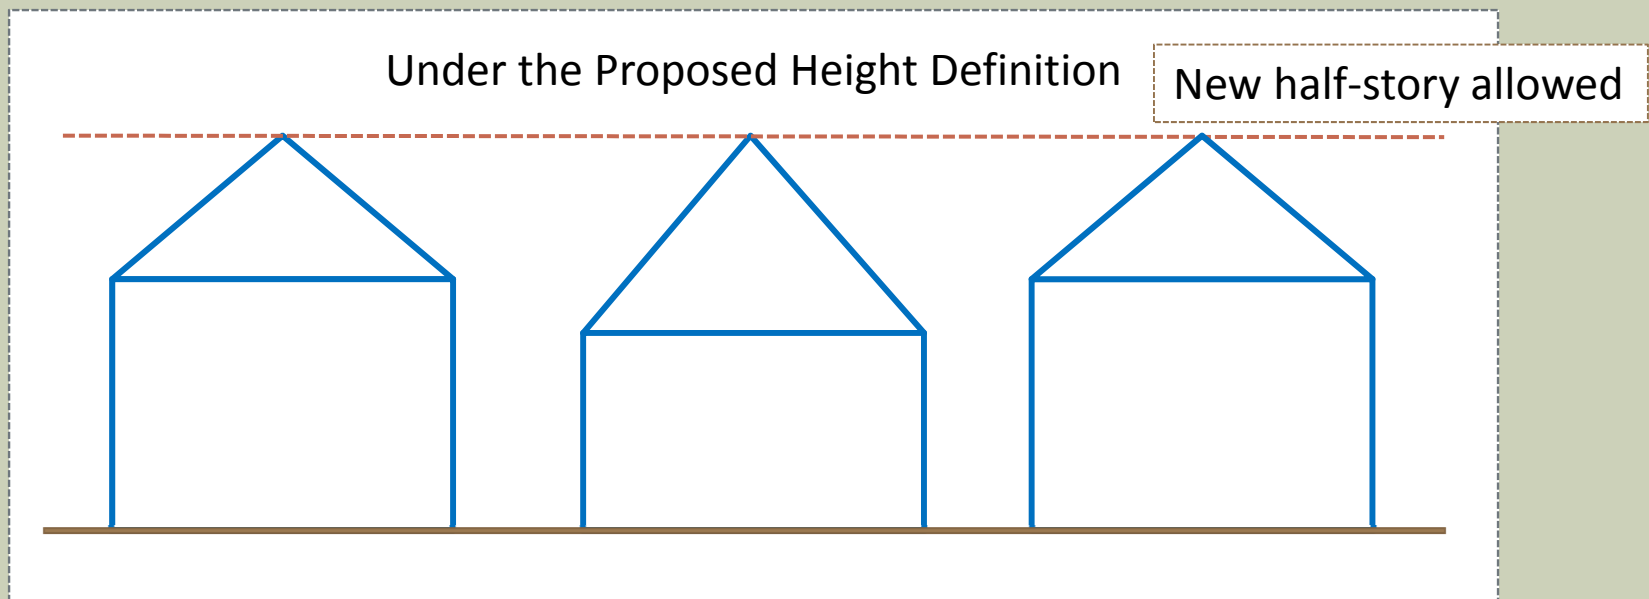 Under the Proposed Height Definition
New half-story allowed